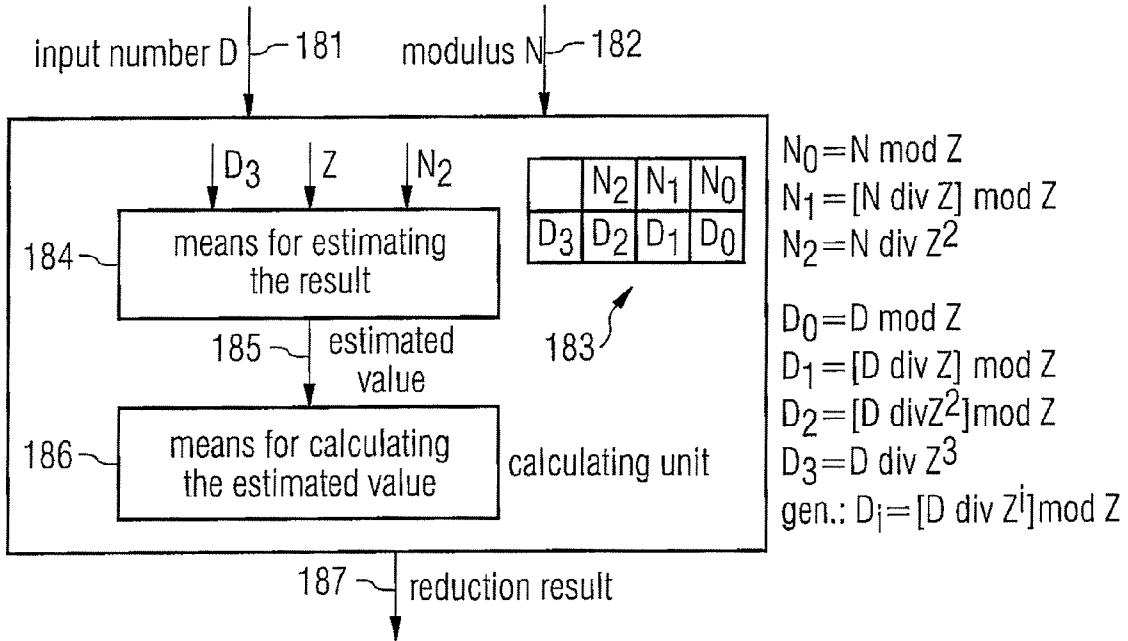 input number D
181
modulus N
182
D₃
Z
N₂
184
means for estimating
the result
N₂ N₁ N₀
D₃ D₂ D₁ D₀
183
185
estimated
value
186
means for calculating
the estimated value
calculating unit
187
reduction result
N₀=N mod Z
N₁=[N div Z] mod Z
N₂=N div Z²
D₀=D mod Z
D₁=[D div Z] mod Z
D₂=[D divZ²]mod Z
D₃=D div Z³
gen.: Dᵢ=[D div Zⁱ]mod Z